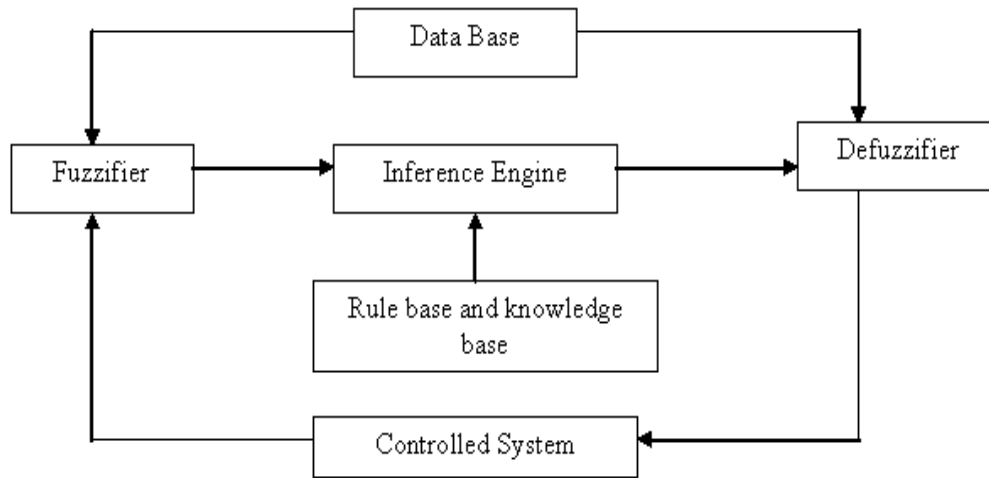 Data Base
Defuzzifier
Fuzzifier
Inference Engine
Rule base and knowledge
base
Controlled System